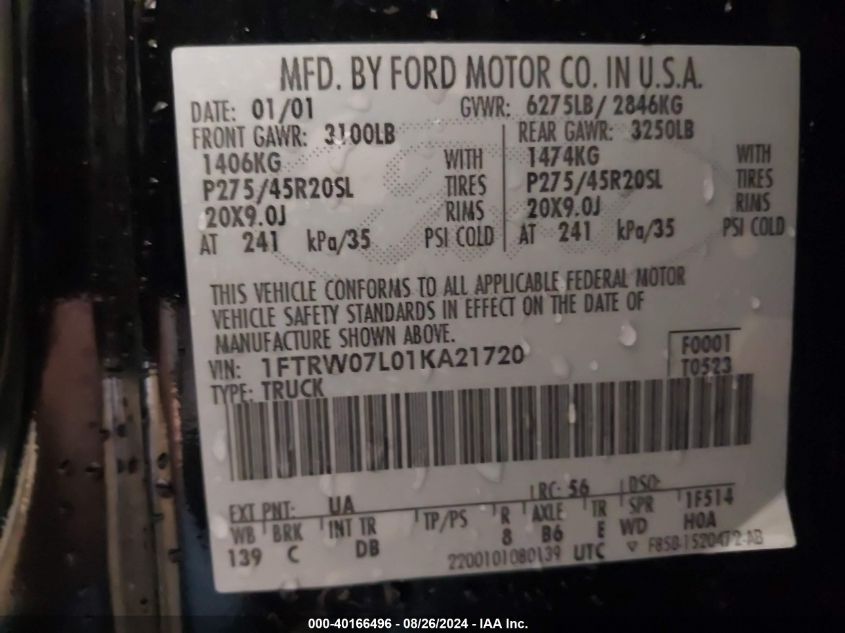 MFD. BY FORD MOTOR CO. IN U.S.A.
DATE: 01/01 GVWR: 6275LB/ 2846KG
FRONT GAWR: 3100LB REAR GAWR: 3250LB
1406KG WITH 1474KG WITH
P275/45R20SL TIRES P275/45R20SL TIRES
20X9.0J RIMS 20X9.0J RIMS
AT 241 kPa/35 PSI COLD AT 241 kPa/35 PSI COLD
THIS VEHICLE CONFORMS TO ALL APPLICABLE FEDERAL MOTOR
VEHICLE SAFETY STANDARDS IN EFFECT ON THE DATE OF
MANUFACTURE SHOWN ABOVE.
VIN: 1FTRW07L01KA21720 F0001
TYPE: TRUCK T0523
EXT PNT: UA RC: 56 DSO:
WB BRK INT TR TP/PS R AXLE TR SPR 1F514
139 C DB 8 B6 E WD H0A
2200101080139 UTC F85B-1520472-AB
000-40166496 - 08/26/2024 - IAA Inc.